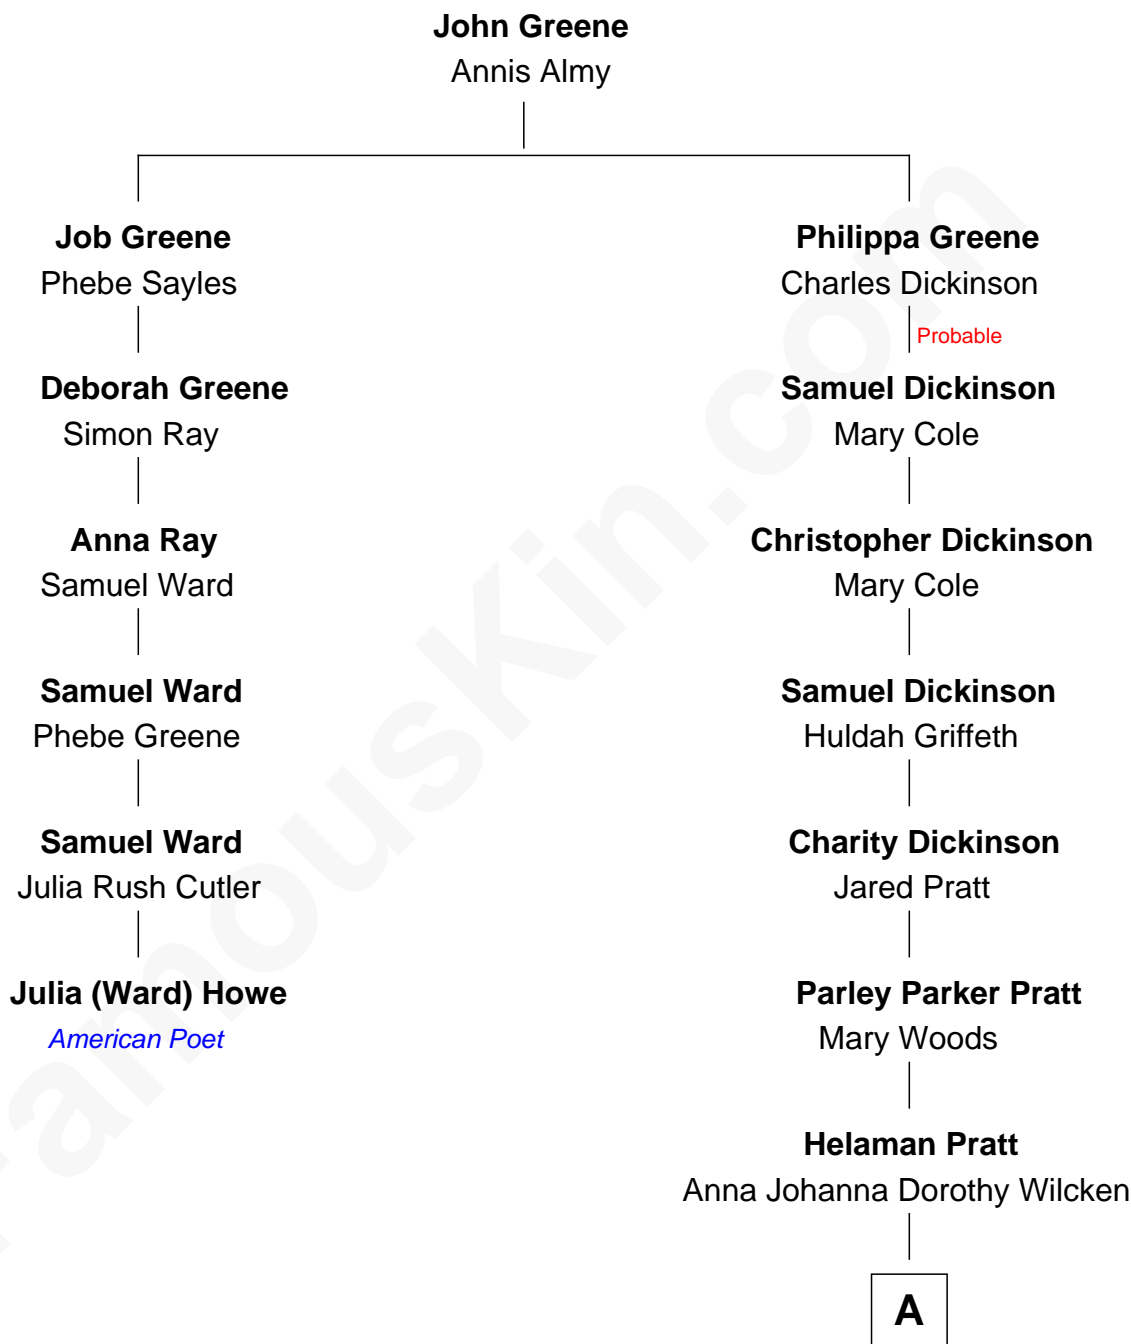 John Greene
Annis Almy
Job Greene
Phebe Sayles
Deborah Greene
Simon Ray
Anna Ray
Samuel Ward
Samuel Ward
Phebe Greene
Samuel Ward
Julia Rush Cutler
Julia (Ward) Howe
American Poet
Philippa Greene
Charles Dickinson
Probable
Samuel Dickinson
Mary Cole
Christopher Dickinson
Mary Cole
Samuel Dickinson
Huldah Griffeth
Charity Dickinson
Jared Pratt
Parley Parker Pratt
Mary Woods
Helaman Pratt
Anna Johanna Dorothy Wilcken
A
FamousKin.com